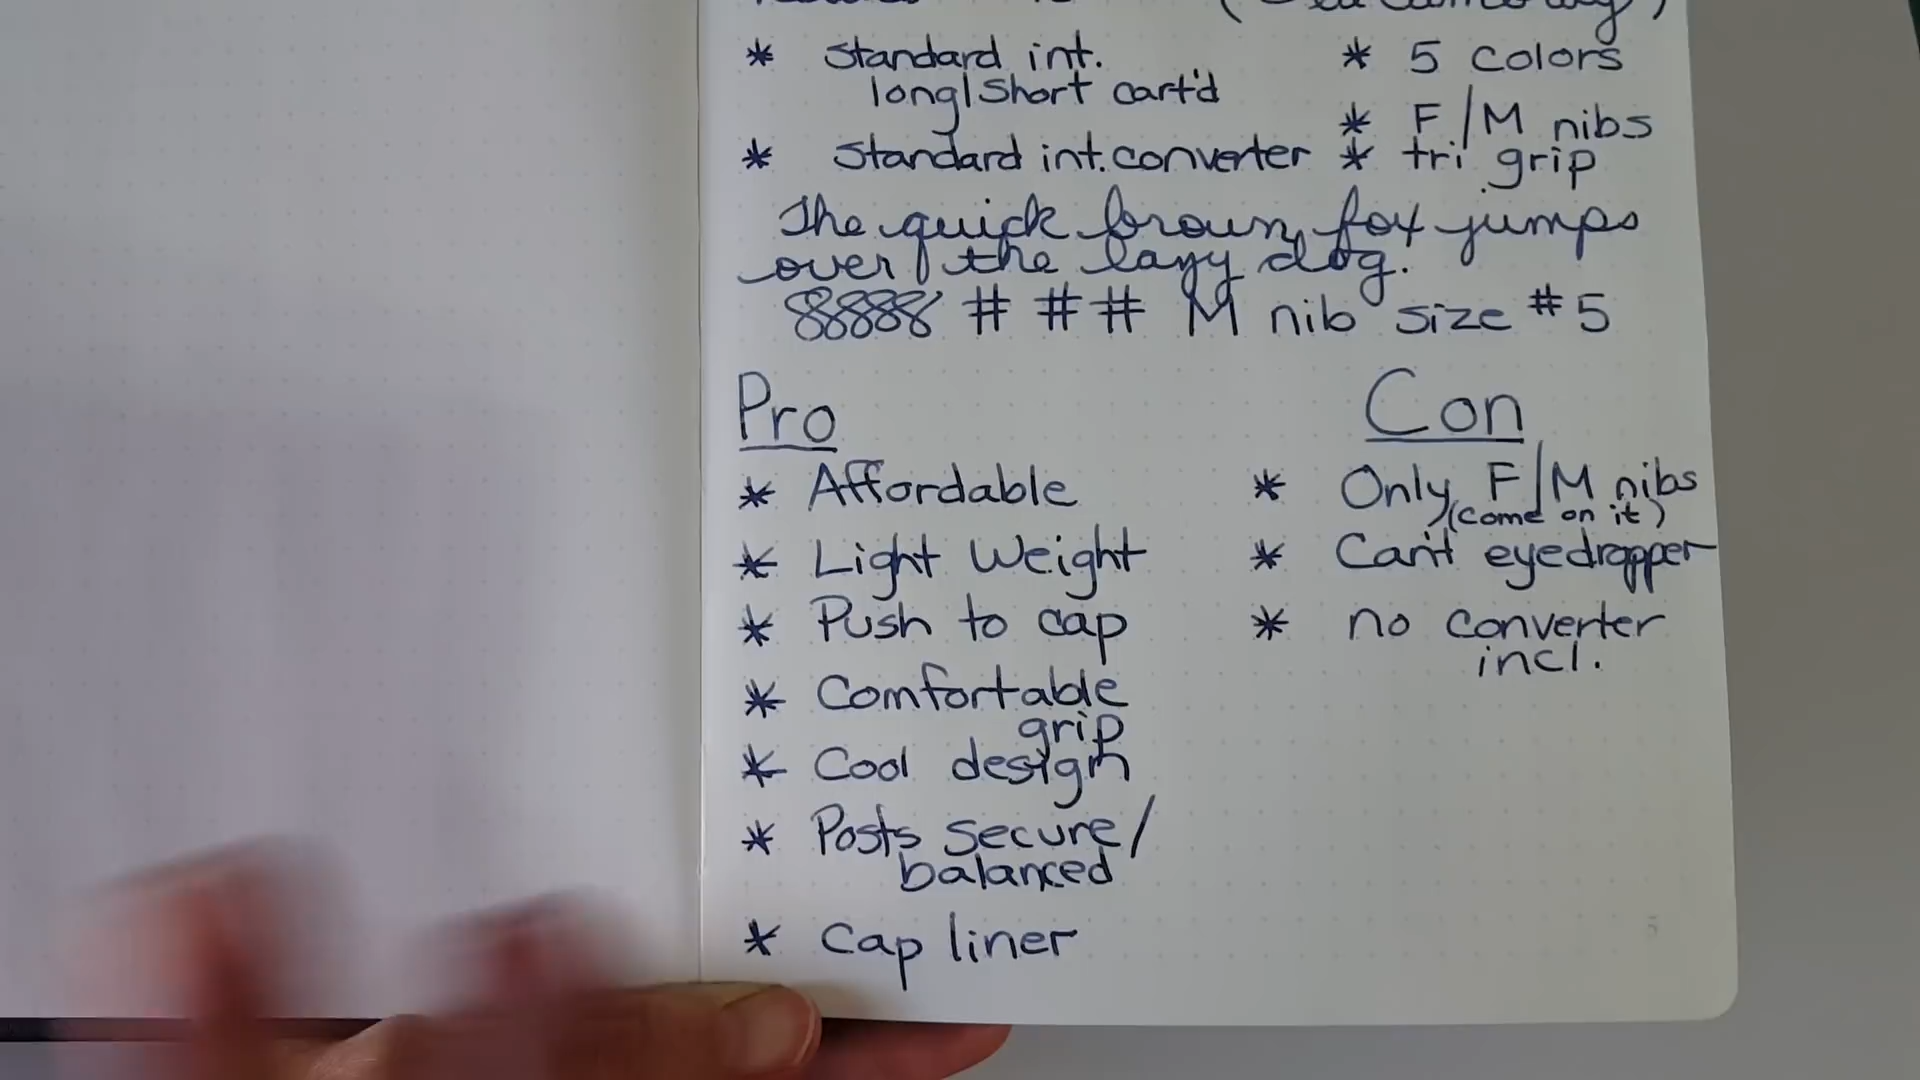 * Standard int.
long/short cart'd
* Standard int. converter
* 5 colors
* F/M nibs
* tri grip
The quick brown fox jumps
over the lazy dog.
88888 # # # M nib size #5
Pro
* Affordable
* Light Weight
* Push to cap
* Comfortable
grip
* Cool design
* Posts secure/
balanced
* Cap liner
Con
* Only F/M nibs
(come on it)
* Can't eyedropper
* no converter
incl.
5